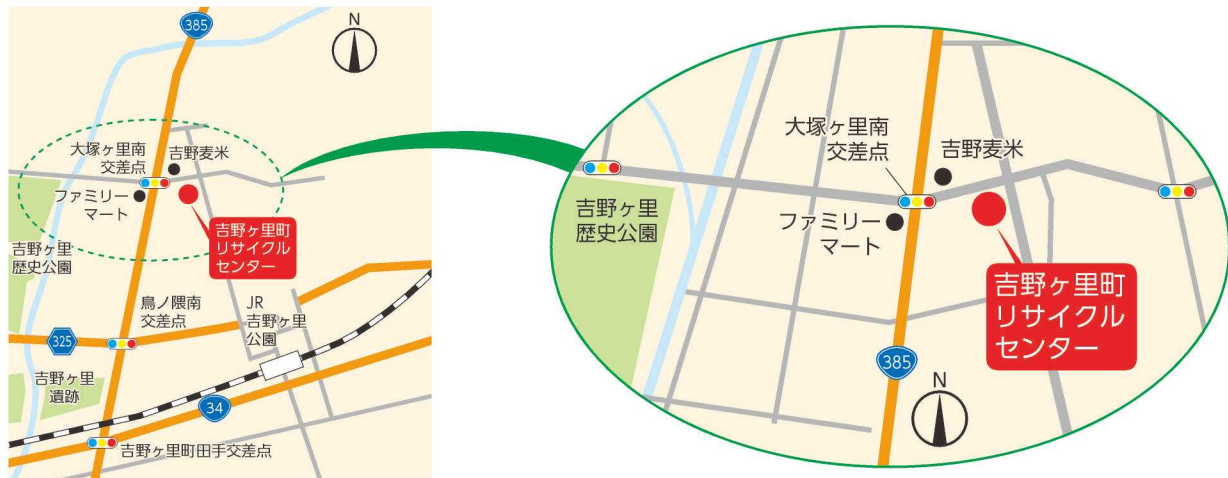 385
N
大塚ヶ里南
交差点
吉野麦米
ファミリー
マート
吉野ヶ里町
リサイクル
センター
吉野ヶ里
歴史公園
鳥ノ隈南
交差点
JR
吉野ヶ里
公園
325
吉野ヶ里
遺跡
34
吉野ヶ里町田手交差点
大塚ヶ里南
交差点
吉野麦米
吉野ヶ里
歴史公園
ファミリー
マート
吉野ヶ里町
リサイクル
センター
385
N